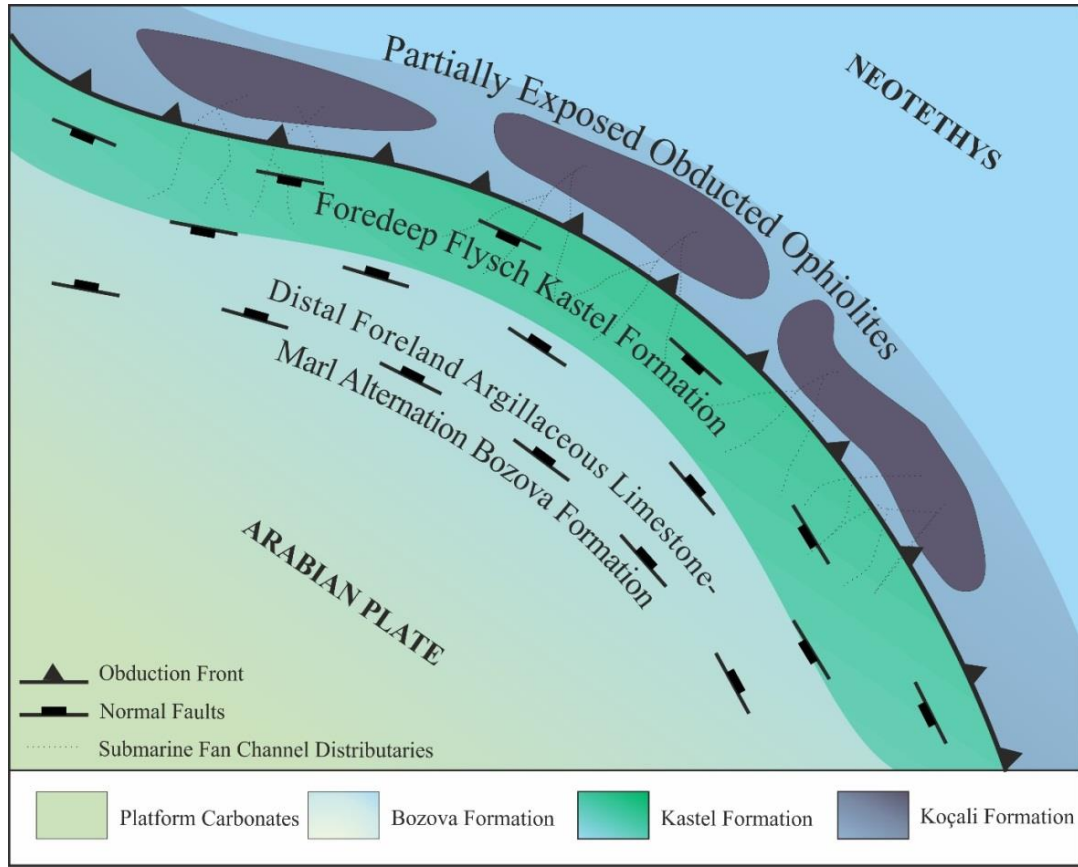 Partially Exposed Obducted Ophiolites
NEOTETHYS
Foredeep Flysch Kastel Formation
Distal Foreland Argillaceous Limestone-
Marl Alternation Bozova Formation
ARABIAN PLATE
Obduction Front
Normal Faults
Submarine Fan Channel Distributaries
Platform Carbonates
Bozova Formation
Kastel Formation
Koçali Formation